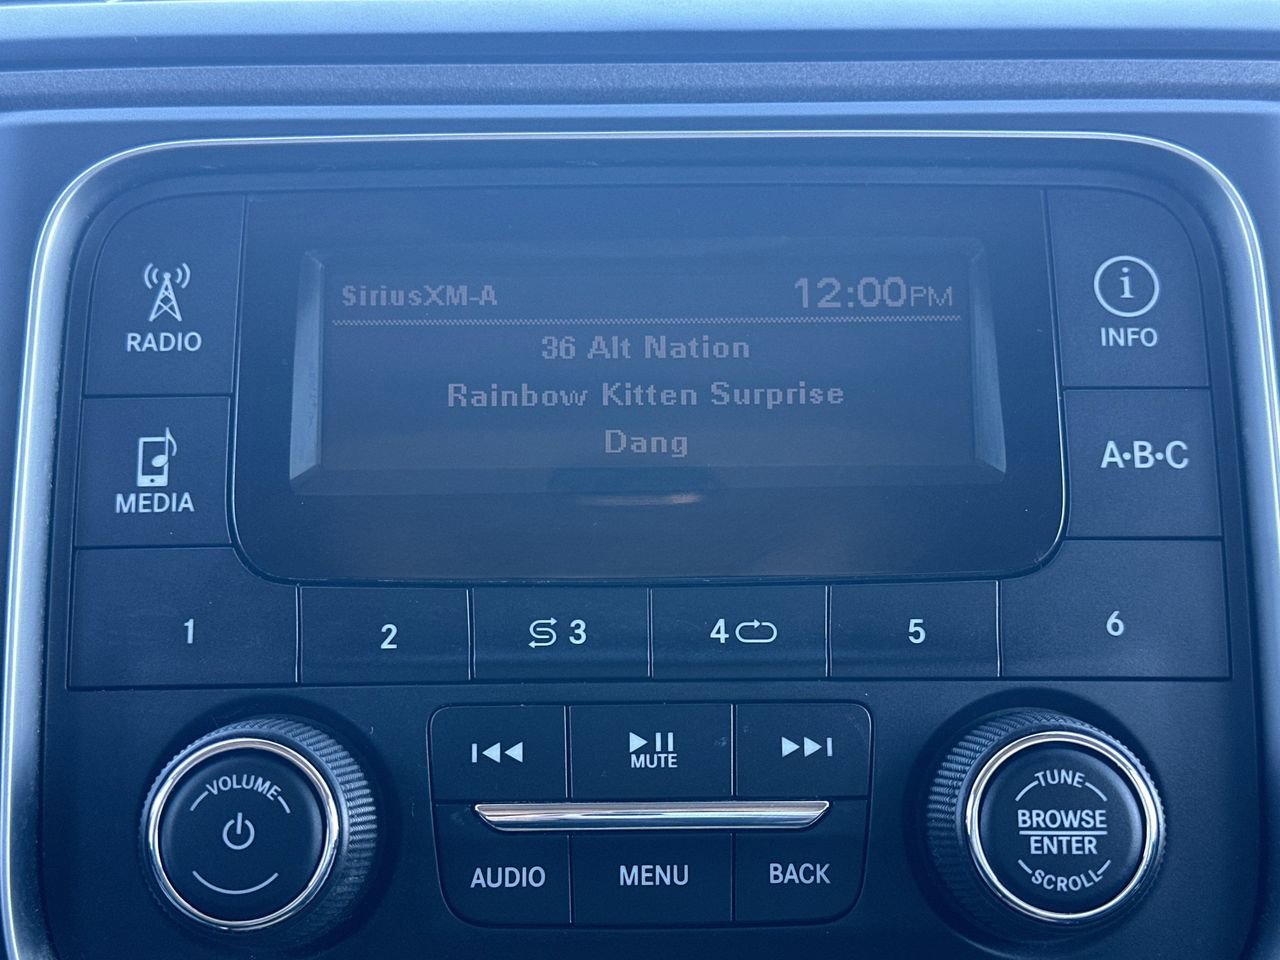 SiriusXM-A 12:00PM
36 Alt Nation
Rainbow Kitten Surprise
Dang
RADIO
INFO
MEDIA
A•B•C
1 2 3 4 5 6
VOLUME
MUTE
TUNE
BROWSE
ENTER
SCROLL
AUDIO MENU BACK